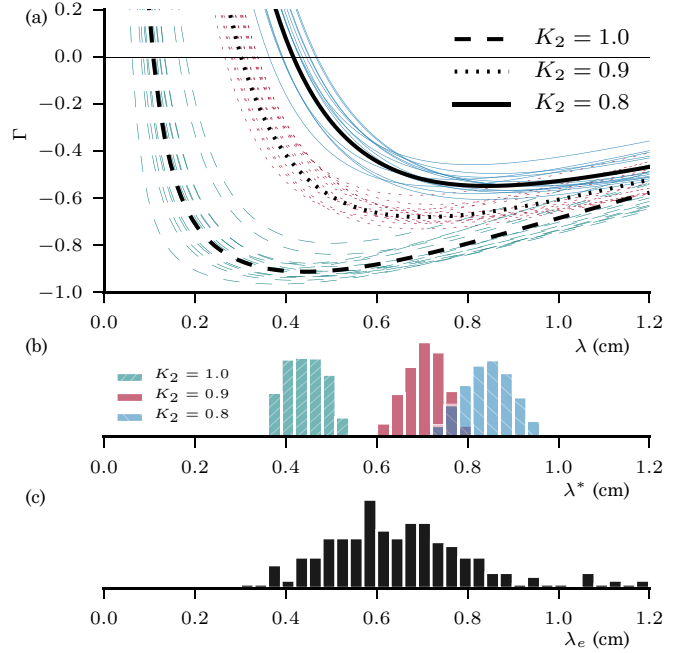 (a)
0.2
0.0
−0.2
−0.4
−0.6
−0.8
−1.0
Γ
K₂ = 1.0
K₂ = 0.9
K₂ = 0.8
0.0 0.2 0.4 0.6 0.8 1.0 1.2
λ (cm)
(b)
K₂ = 1.0
K₂ = 0.9
K₂ = 0.8
0.0 0.2 0.4 0.6 0.8 1.0 1.2
λ* (cm)
(c)
0.0 0.2 0.4 0.6 0.8 1.0 1.2
λₑ (cm)